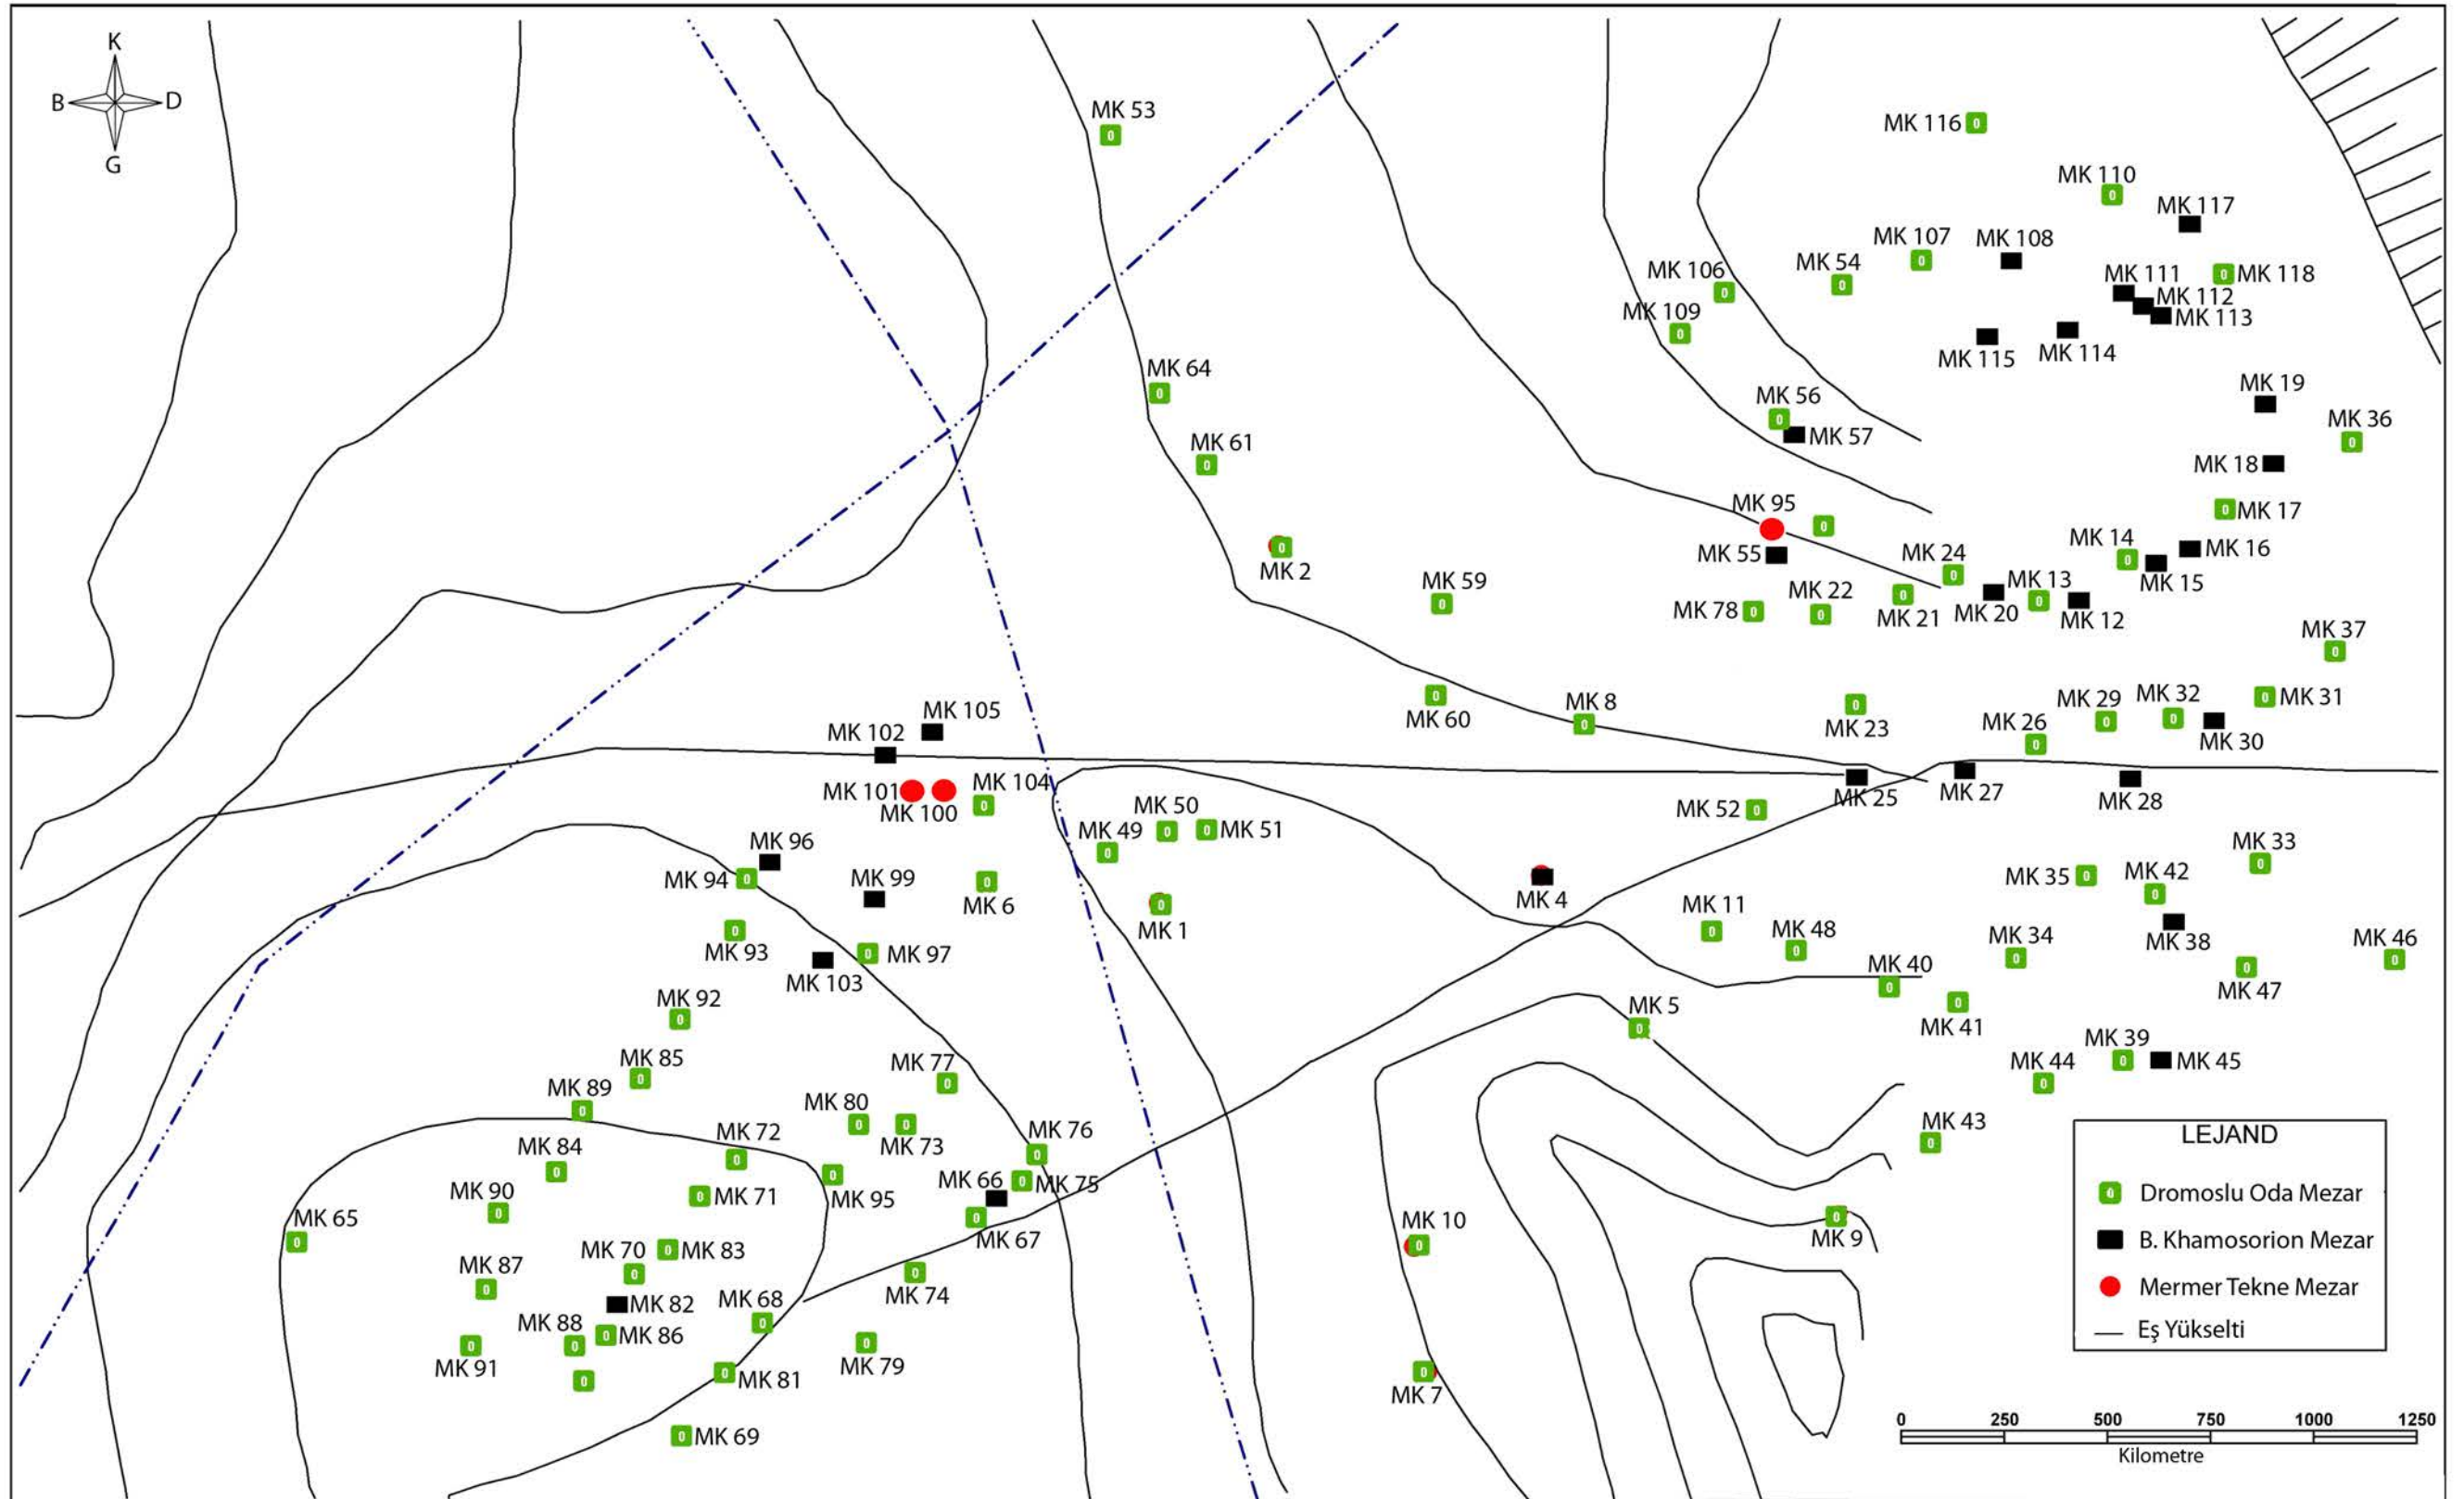 K
B D
G
MK 53
MK 116
MK 110
MK 117
MK 107
MK 108
MK 106
MK 54
MK 111
MK 118
MK 112
MK 109
MK 113
MK 115
MK 114
MK 64
MK 19
MK 56
MK 36
MK 57
MK 61
MK 18
MK 95
MK 17
MK 2
MK 55
MK 24
MK 14
MK 16
MK 59
MK 78
MK 22
MK 21
MK 20
MK 13
MK 15
MK 12
MK 37
MK 60
MK 8
MK 23
MK 26
MK 29
MK 32
MK 31
MK 30
MK 105
MK 102
MK 101
MK 100
MK 104
MK 25
MK 27
MK 28
MK 49
MK 50
MK 51
MK 52
MK 96
MK 94
MK 99
MK 6
MK 1
MK 4
MK 33
MK 35
MK 42
MK 11
MK 48
MK 34
MK 38
MK 46
MK 93
MK 97
MK 103
MK 40
MK 47
MK 92
MK 5
MK 41
MK 85
MK 77
MK 39
MK 44
MK 45
MK 89
MK 80
MK 73
MK 72
MK 76
MK 43
MK 84
MK 66
MK 75
MK 90
MK 71
MK 95
MK 65
MK 67
MK 10
MK 9
MK 70
MK 83
MK 87
MK 82
MK 68
MK 74
MK 88
MK 86
MK 91
MK 79
MK 81
MK 7
MK 69
LEJAND
Dromoslu Oda Mezar
B. Khamosorion Mezar
Mermer Tekne Mezar
Eş Yükselti
0 250 500 750 1000 1250
Kilometre